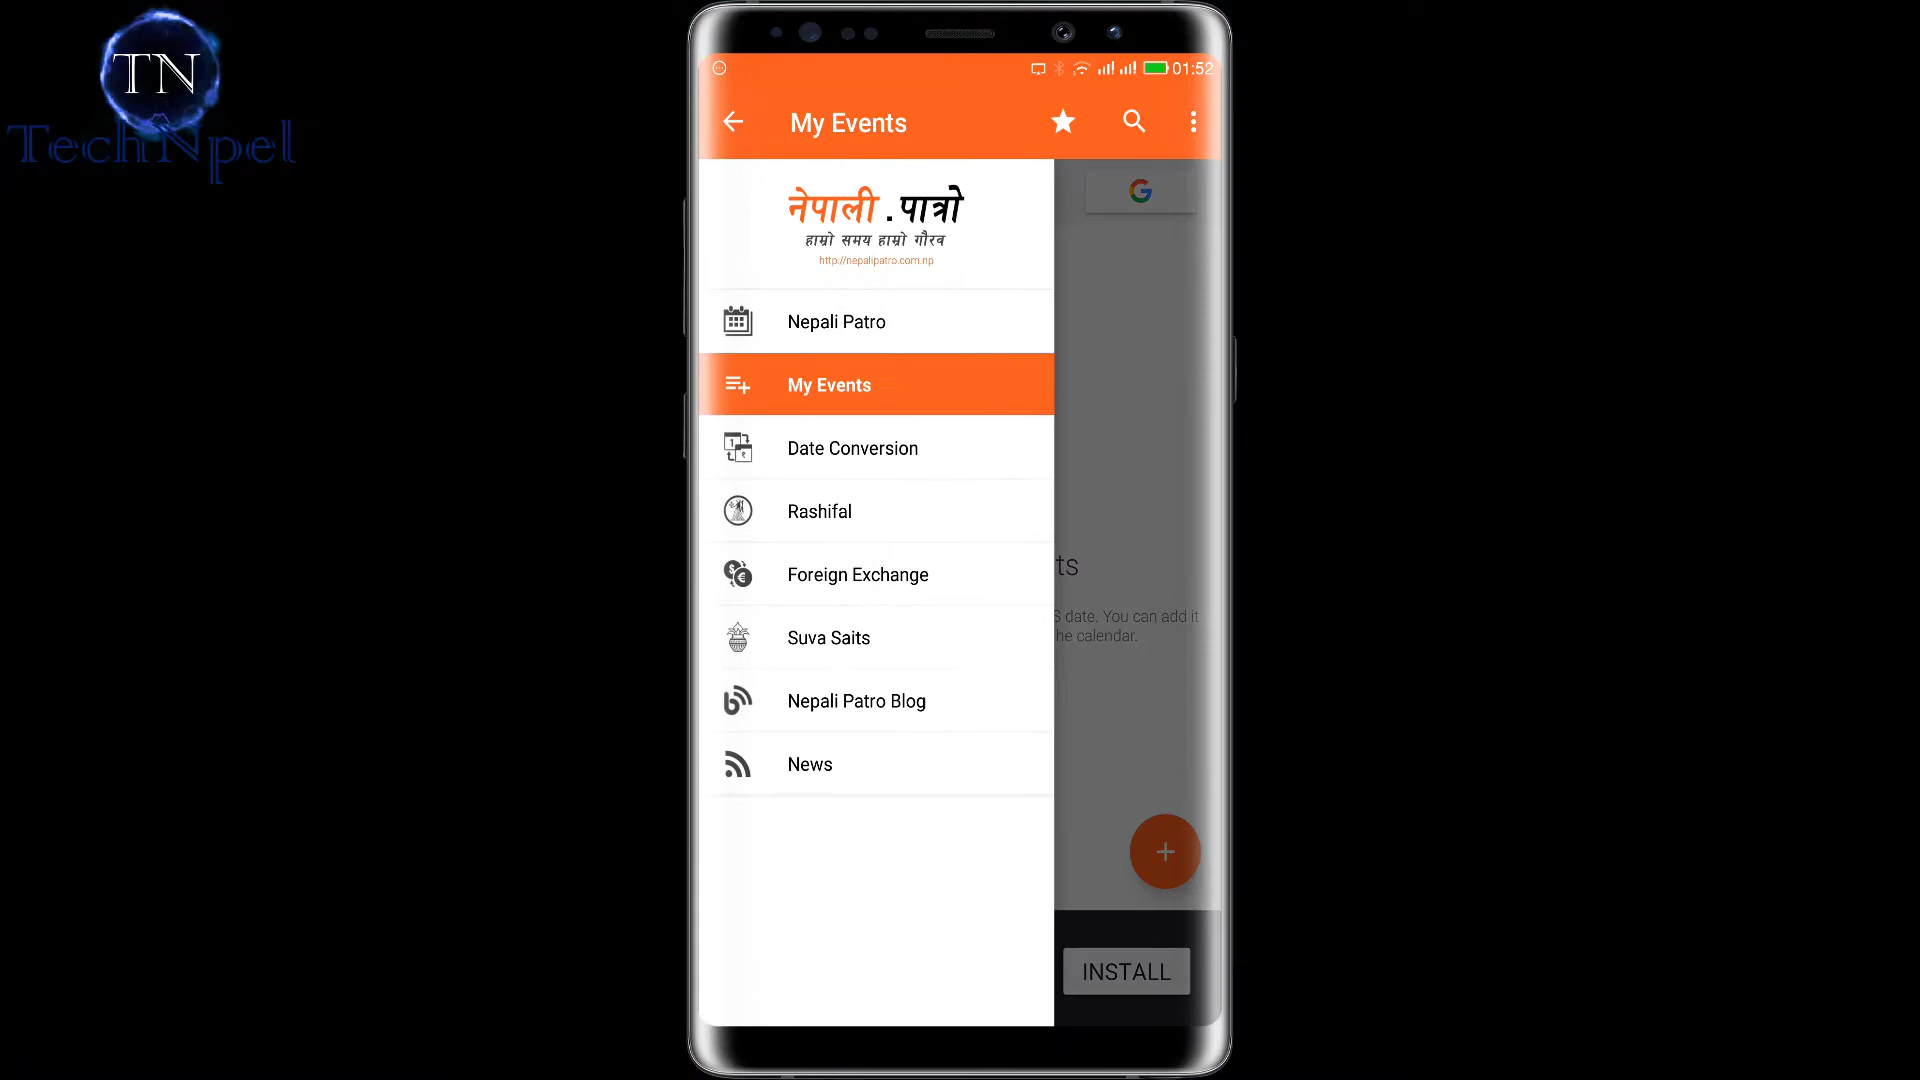 TN
TechNpel
01:52
My Events
नेपाली .पात्रो
हाम्रो समय हाम्रो गौरव
http://nepalipatro.com.np
Nepali Patro
My Events
Date Conversion
Rashifal
Foreign Exchange
Suva Saits
Nepali Patro Blog
News
G
ts
S date. You can add it
he calendar.
INSTALL